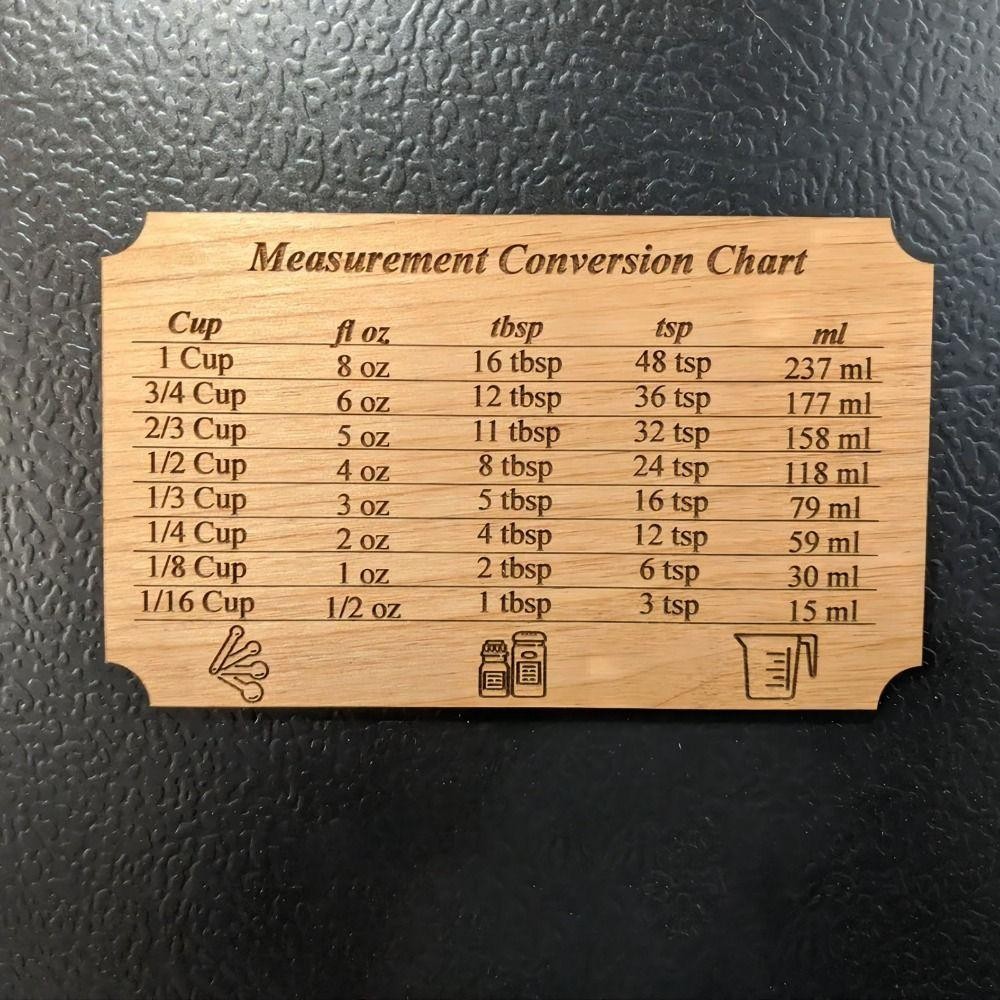 Measurement Conversion Chart
Cup fl oz tbsp tsp ml
1 Cup 8 oz 16 tbsp 48 tsp 237 ml
3/4 Cup 6 oz 12 tbsp 36 tsp 177 ml
2/3 Cup 5 oz 11 tbsp 32 tsp 158 ml
1/2 Cup 4 oz 8 tbsp 24 tsp 118 ml
1/3 Cup 3 oz 5 tbsp 16 tsp 79 ml
1/4 Cup 2 oz 4 tbsp 12 tsp 59 ml
1/8 Cup 1 oz 2 tbsp 6 tsp 30 ml
1/16 Cup 1/2 oz 1 tbsp 3 tsp 15 ml